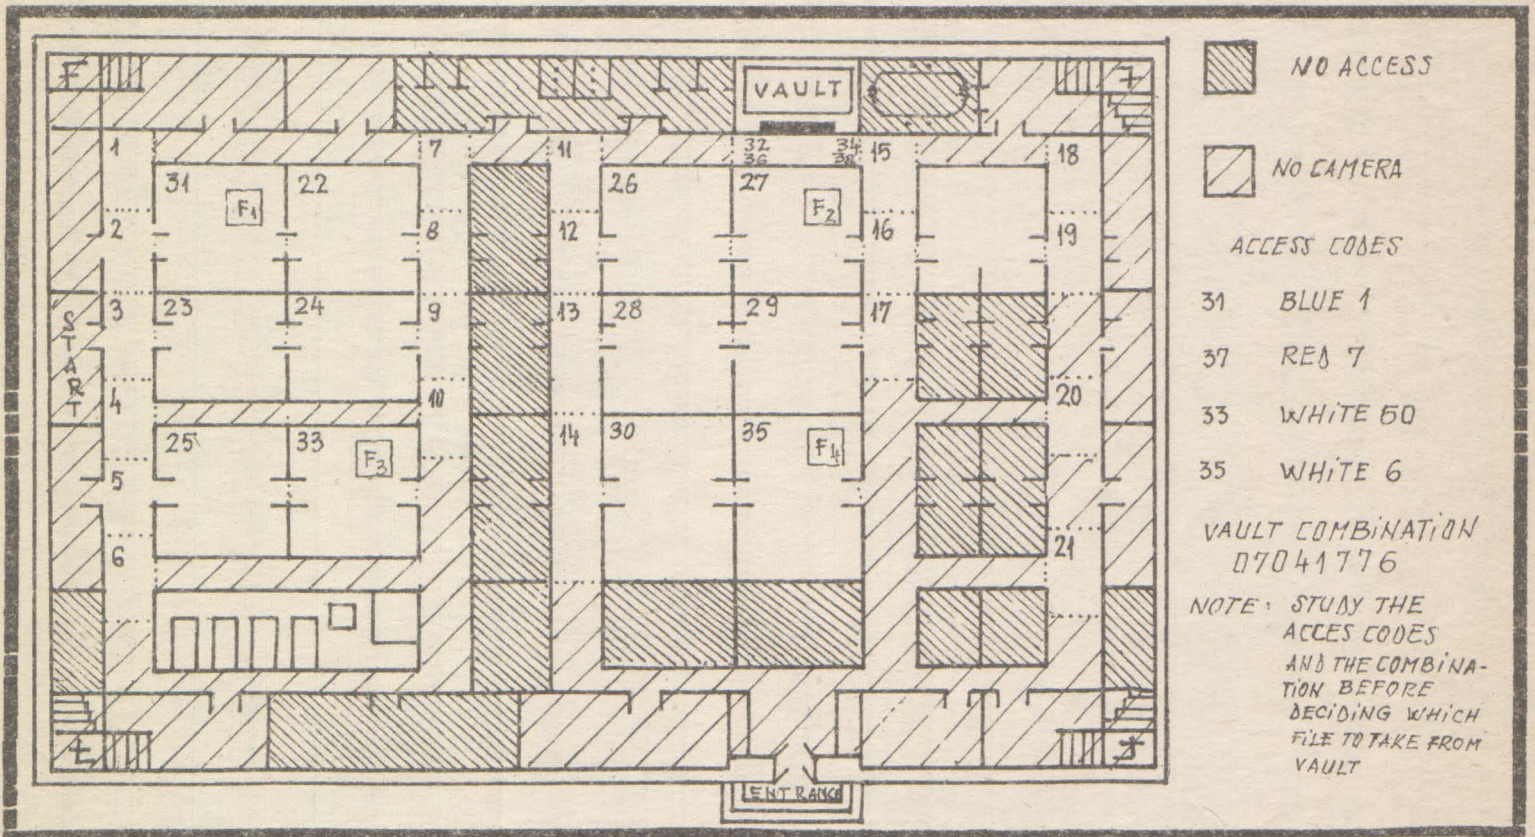 VAULT
1
7
11
32
34
36
38
15
18
31
F1
22
26
27
F2
2
8
12
16
19
3
23
24
9
13
28
29
17
START
4
10
20
25
33
F3
14
30
35
F4
5
6
21
ENTRANCE
NO ACCESS
NO CAMERA
ACCESS CODES
31 BLUE 1
37 RED 7
33 WHITE 50
35 WHITE 6
VAULT COMBINATION
07041776
NOTE: STUDY THE
ACCES CODES
AND THE COMBINA-
TION BEFORE
DECIDING WHICH
FILE TO TAKE FROM
VAULT